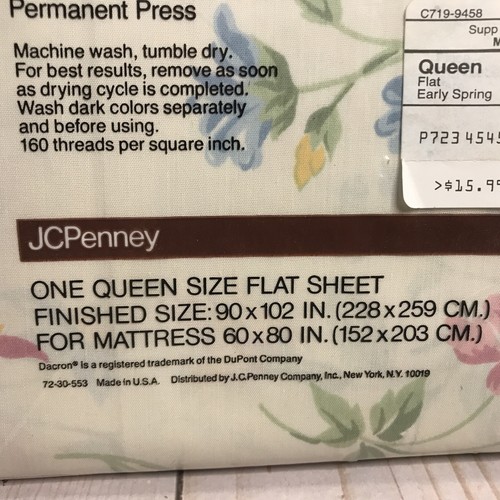 Permanent Press
Machine wash, tumble dry.
For best results, remove as soon
as drying cycle is completed.
Wash dark colors separately
and before using.
160 threads per square inch.
C719-9458
Supp
M
Queen
Flat
Early Spring
P723 4545
>$15.99
JCPenney
ONE QUEEN SIZE FLAT SHEET
FINISHED SIZE: 90 x 102 IN. (228 x 259 CM.)
FOR MATTRESS 60 x 80 IN. (152 x 203 CM.)
Dacron® is a registered trademark of the DuPont Company
72-30-553 Made in U.S.A. Distributed by J.C.Penney Company, Inc., New York, N.Y. 10019